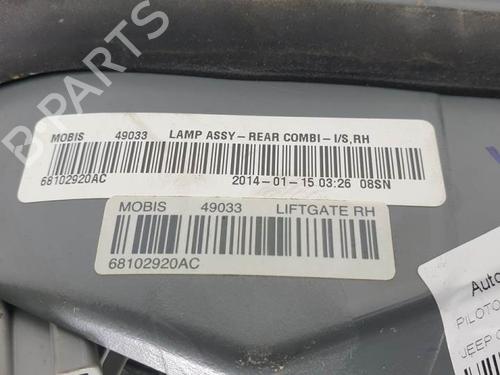 B-PARTS
MOBIS 49033 LAMP ASSY-REAR COMBI-I/S,RH
68102920AC 2014-01-15 03:26 08SN
MOBIS 49033 LIFTGATE RH
68102920AC
Auto
PILOTO
JEEP